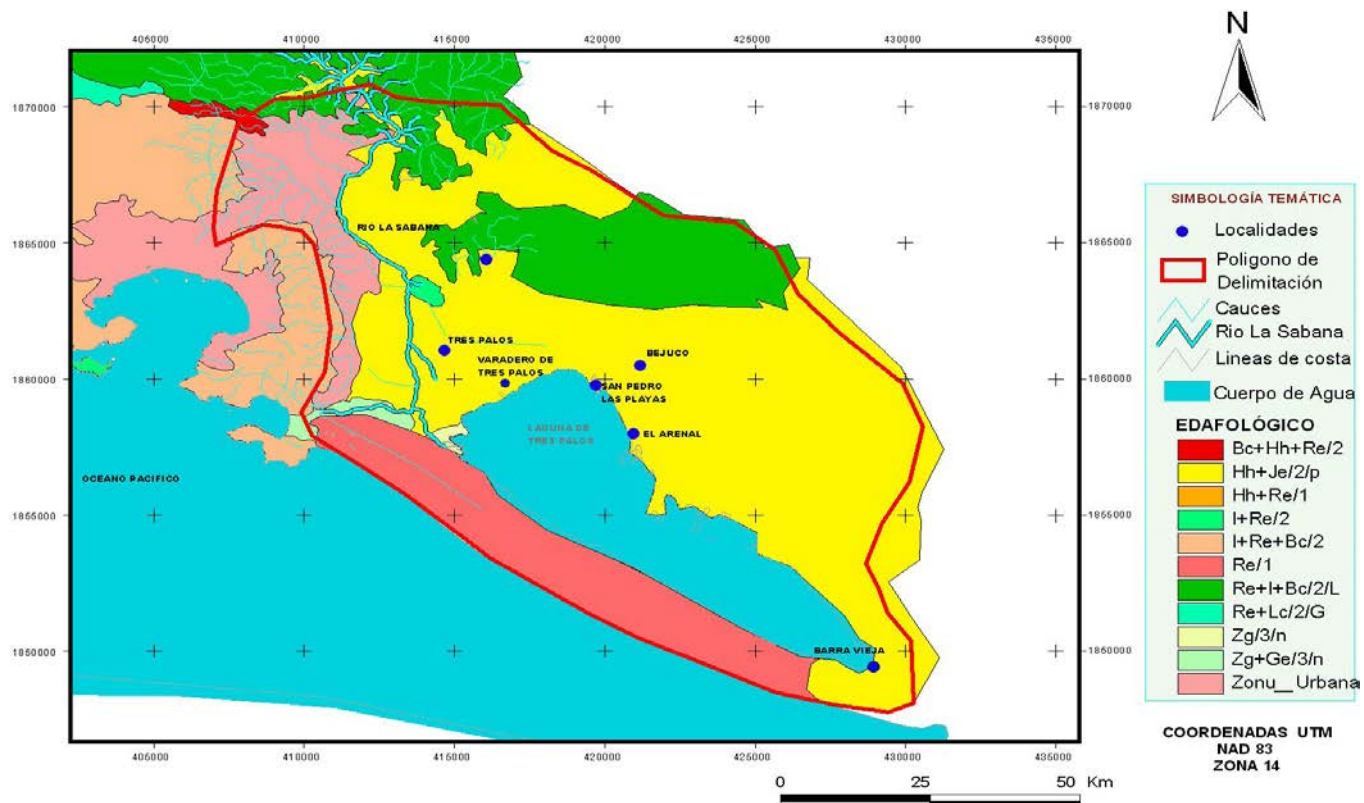 406000 410000 415000 420000 425000 430000 435000
N
1870000 1870000
1865000 1865000
1860000 1860000
1855000 1855000
1850000 1860000
RIO LA SABANA
TRES PALOS
VARADERO DE
TRES PALOS
BEJUCO
SAN PEDRO
LAS PLAYAS
LAGUNA DE
TRES PALOS
EL ARENAL
OCEANO PACIFICO
BARRA VIEJA
406000 410000 415000 420000 425000 430000 435000
0 25 50 Km
SIMBOLOGÍA TEMÁTICA
Localidades
Poligono de
Delimitación
Cauces
Rio La Sabana
Lineas de costa
Cuerpo de Agua
EDAFOLÓGICO
Bc+Hh+Re/2
Hh+Je/2/p
Hh+Re/1
I+Re/2
I+Re+Bc/2
Re/1
Re+I+Bc/2/L
Re+Lc/2/G
Zg/3/n
Zg+Ge/3/n
Zonu__Urbana
COORDENADAS UTM
NAD 83
ZONA 14